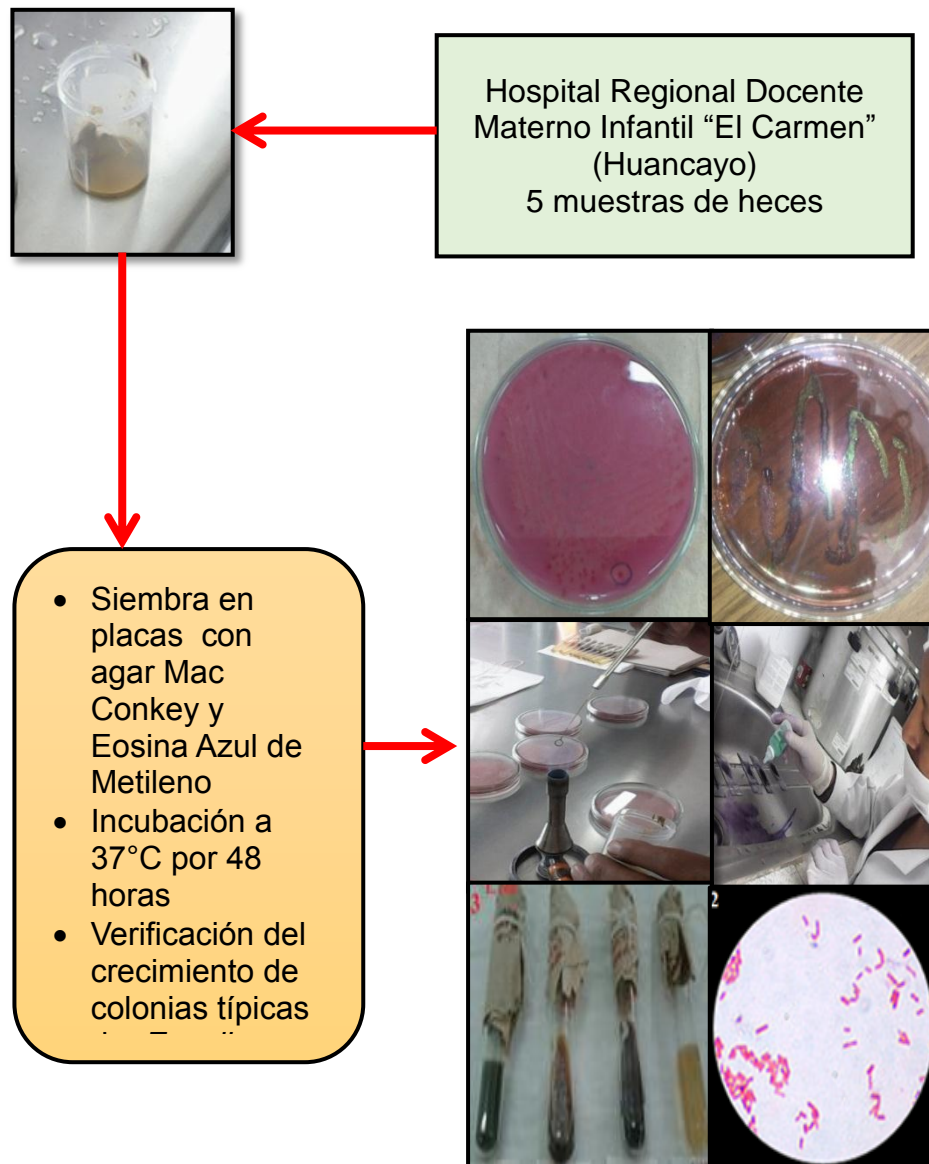 Hospital Regional Docente
Materno Infantil “El Carmen”
(Huancayo)
5 muestras de heces
• Siembra en
placas con
agar Mac
Conkey y
Eosina Azul de
Metileno
• Incubación a
37°C por 48
horas
• Verificación del
crecimiento de
colonias típicas
3
2